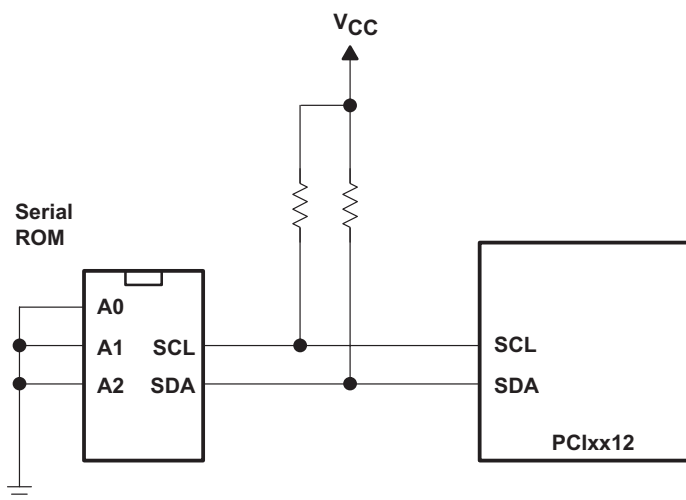 VCC
Serial
ROM
A0
A1 SCL
A2 SDA
SCL
SDA
PCIxx12